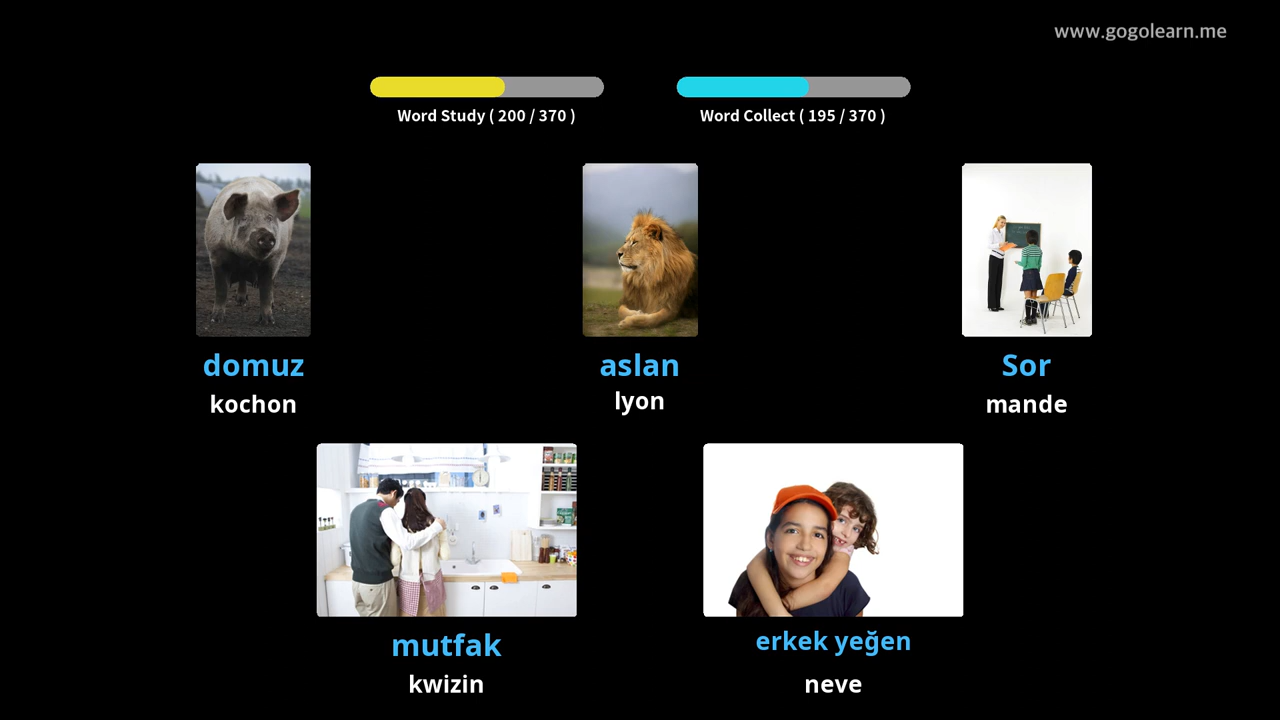 www.gogolearn.me
Word Study ( 200 / 370 )
Word Collect ( 195 / 370 )
domuz
kochon
aslan
lyon
Sor
mande
mutfak
kwizin
erkek yeğen
neve